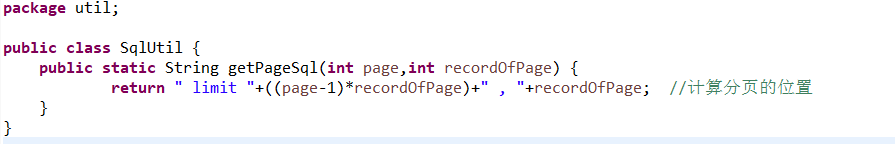 package util;
public class SqlUtil {
public static String getPageSql(int page,int recordOfPage) {
return " limit "+((page-1)*recordOfPage)+" , "+recordOfPage;  //计算分页的位置
}
}